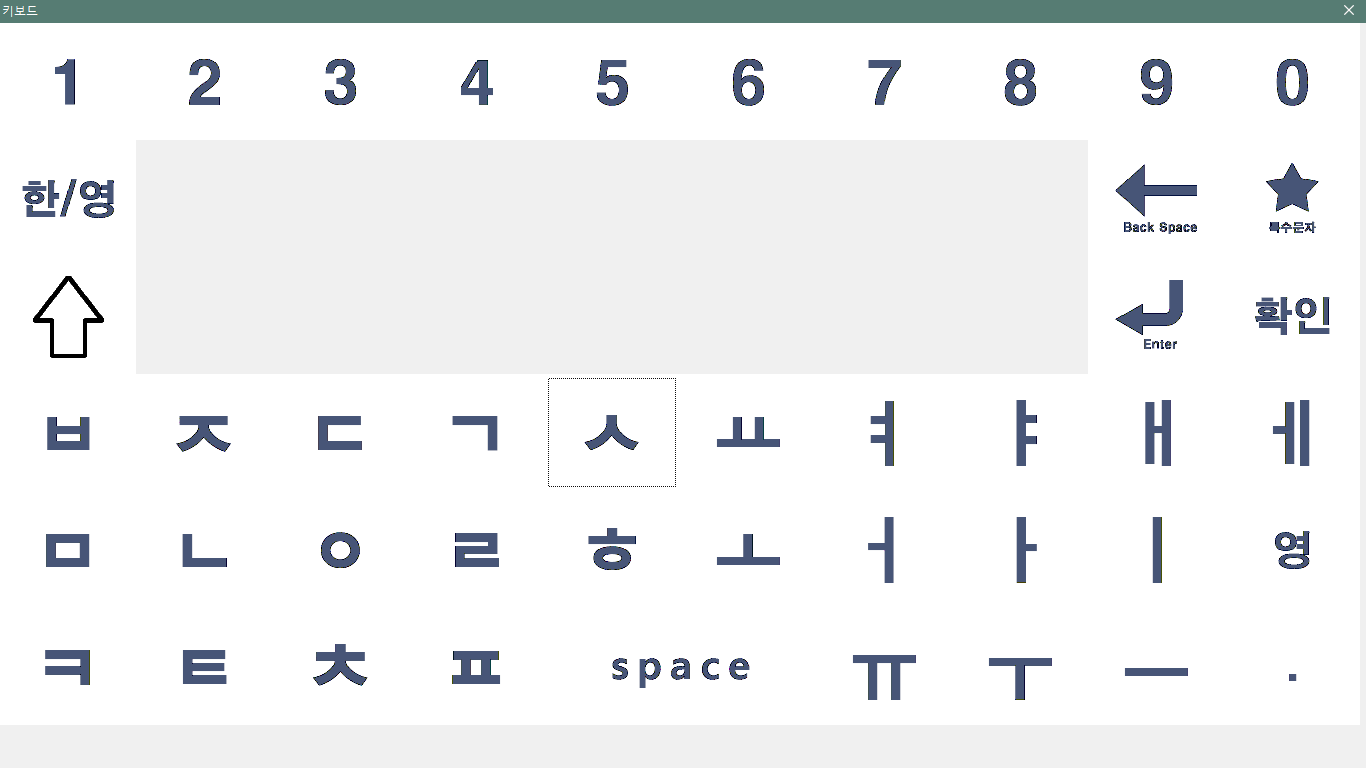 키보드
1 2 3 4 5 6 7 8 9 0
한/영
Back Space
특수문자
Enter
확인
ㅂ ㅈ ㄷ ㄱ ㅅ ㅛ ㅕ ㅑ ㅐ ㅔ
ㅁ ㄴ ㅇ ㄹ ㅎ ㅗ ㅓ ㅏ ㅣ 영
ㅋ ㅌ ㅊ ㅍ space ㅠ ㅜ ㅡ .